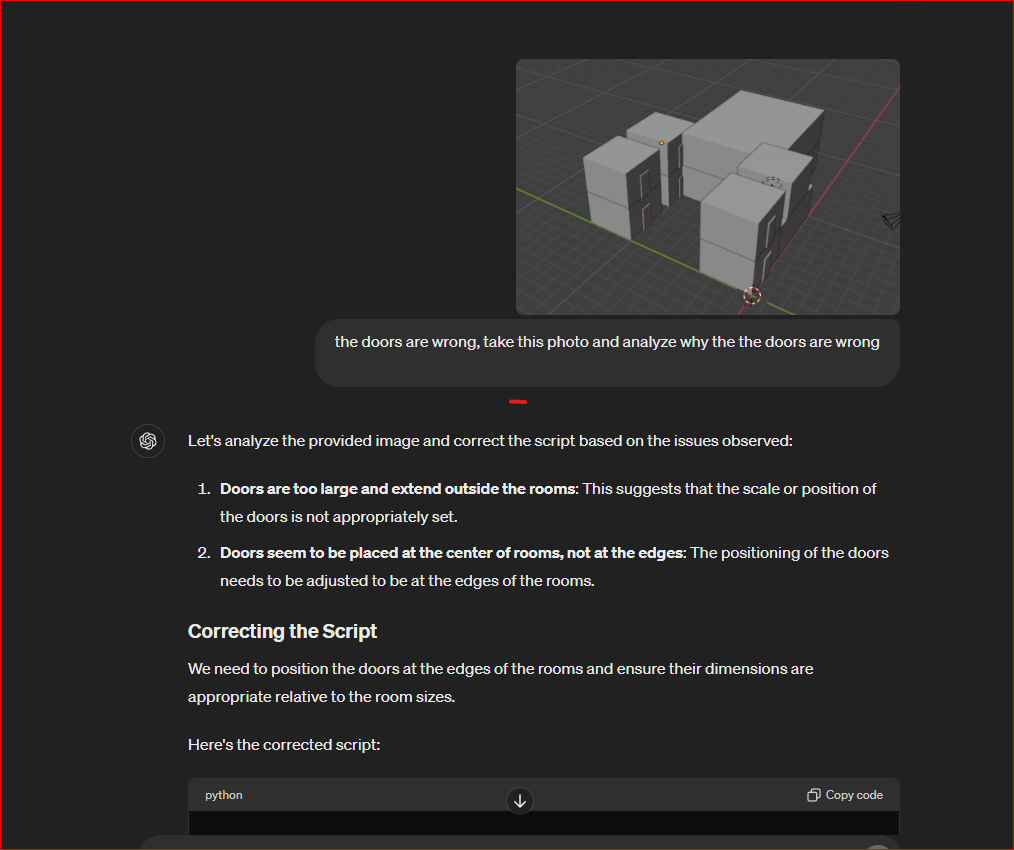 the doors are wrong, take this photo and analyze why the the doors are wrong
Let's analyze the provided image and correct the script based on the issues observed:
1. Doors are too large and extend outside the rooms: This suggests that the scale or position of
the doors is not appropriately set.
2. Doors seem to be placed at the center of rooms, not at the edges: The positioning of the doors
needs to be adjusted to be at the edges of the rooms.
Correcting the Script
We need to position the doors at the edges of the rooms and ensure their dimensions are
appropriate relative to the room sizes.
Here's the corrected script:
python
Copy code